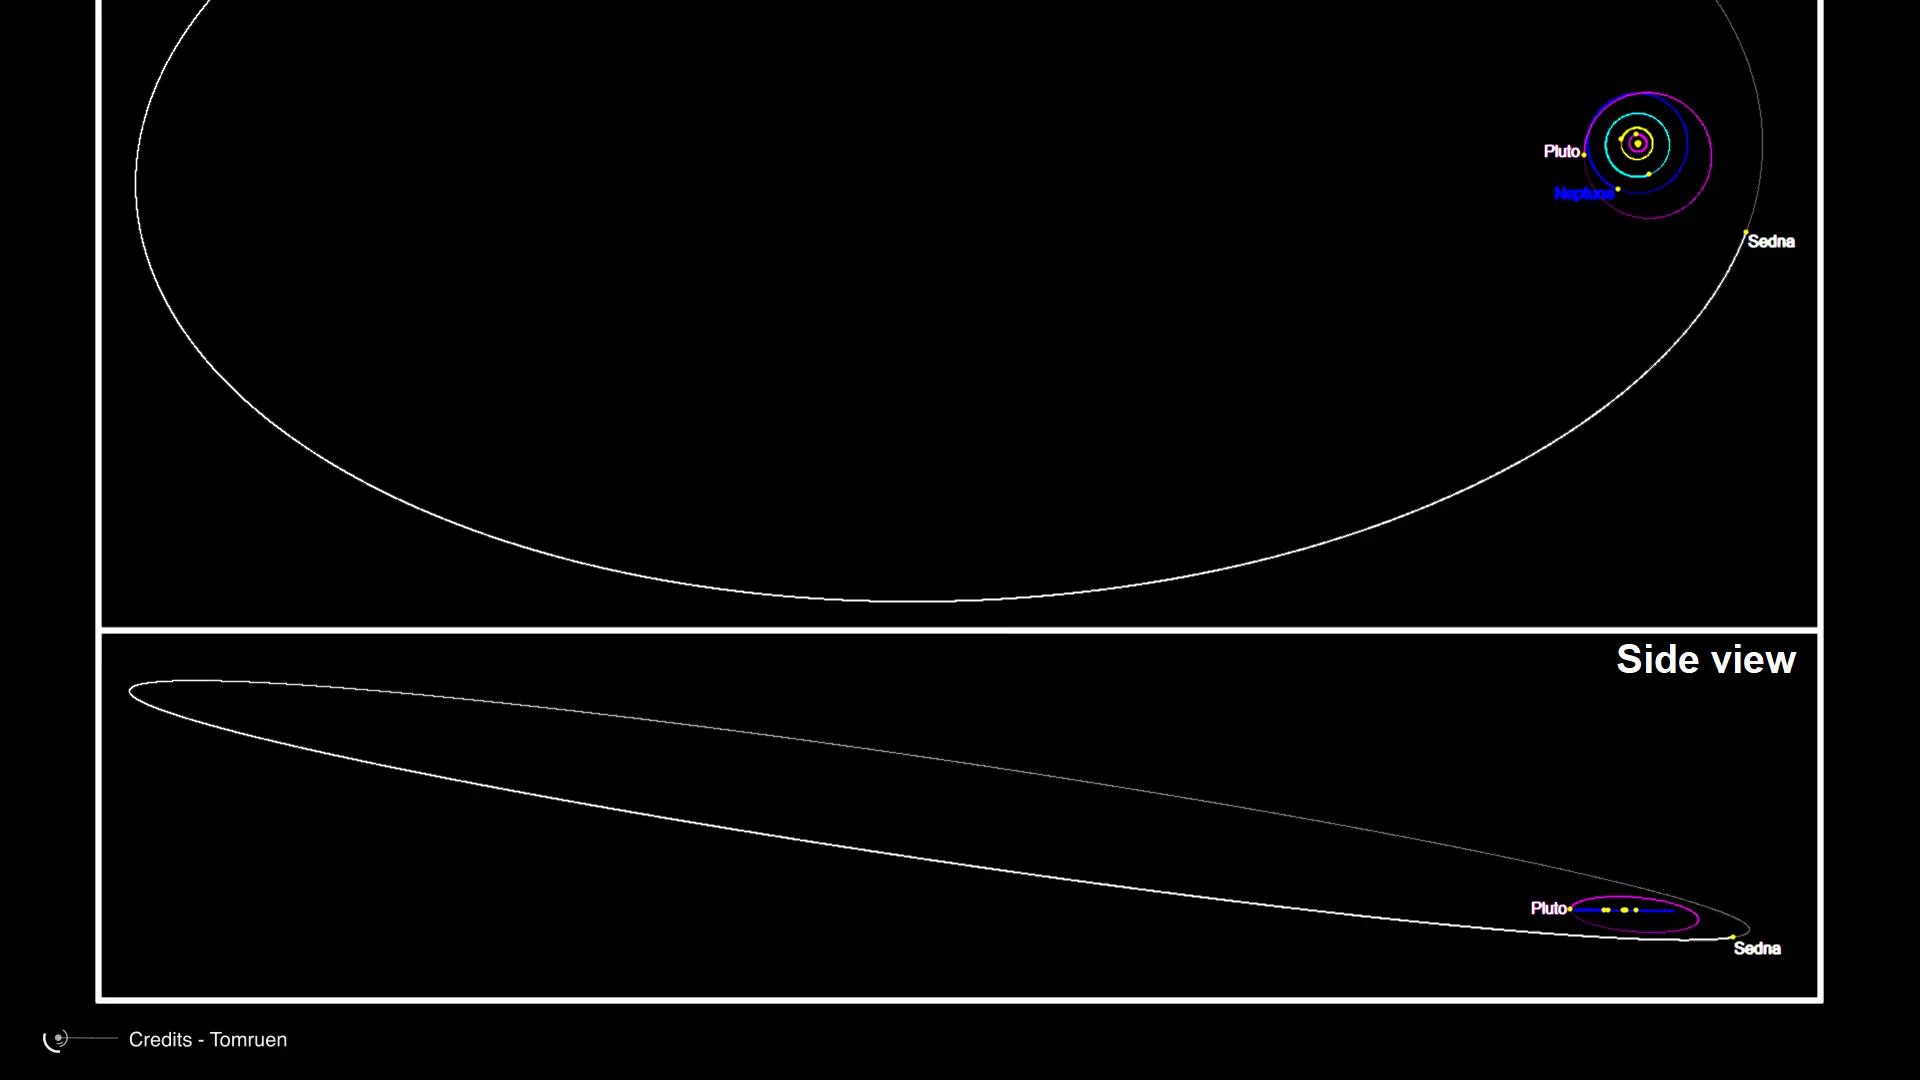 Pluto
Neptune
Sedna
Side view
Pluto
Sedna
Credits - Tomruen